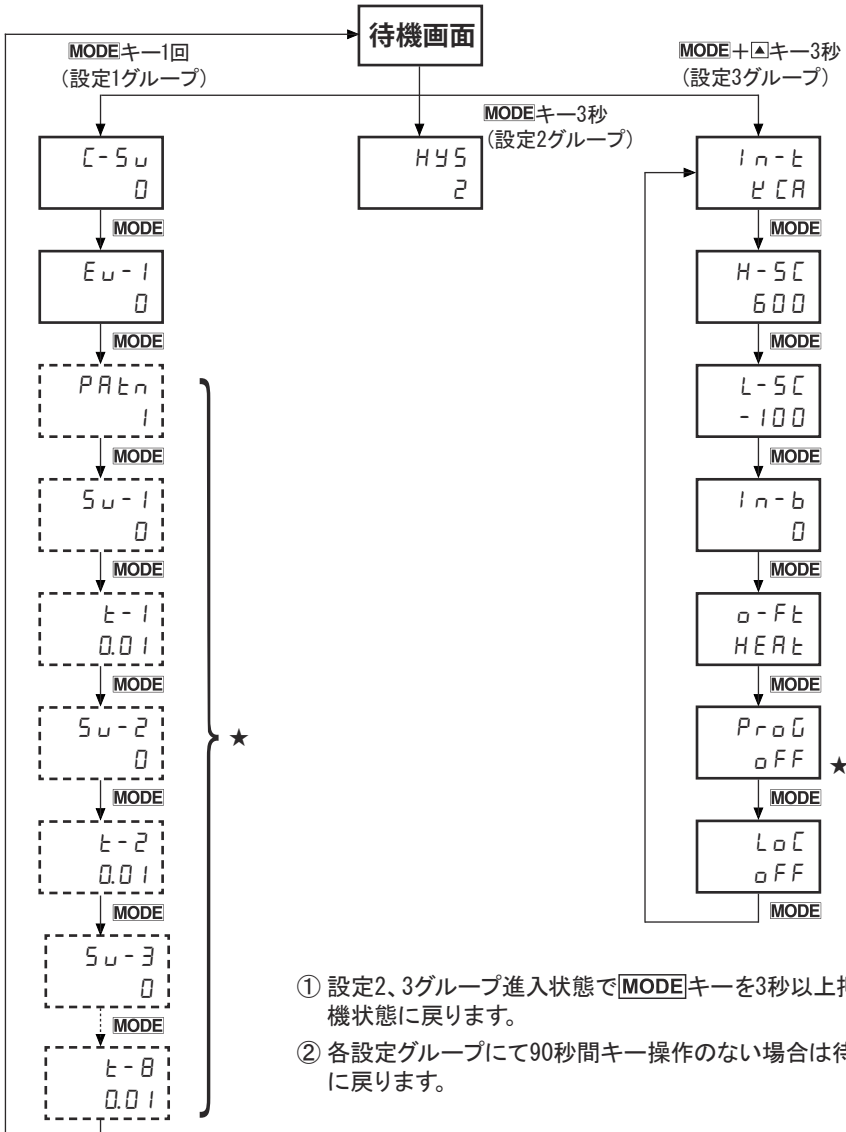 待機画面
MODEキー1回
(設定1グループ)
MODE＋▲キー3秒
(設定3グループ)
MODEキー3秒
(設定2グループ)
C-Su
0
MODE
Eu-1
0
MODE
PAtn
1
MODE
Su-1
0
MODE
t-1
0.01
MODE
Su-2
0
MODE
t-2
0.01
MODE
Su-3
0
MODE
t-8
0.01
★
HYS
2
In-t
KCA
MODE
H-SC
600
MODE
L-SC
-100
MODE
In-b
0
MODE
o-Ft
HEAt
MODE
ProG
oFF
★
MODE
LoC
oFF
MODE
① 設定2、3グループ進入状態でMODEキーを3秒以上
機状態に戻ります。
② 各設定グループにて90秒間キー操作のない場合は待
に戻ります。